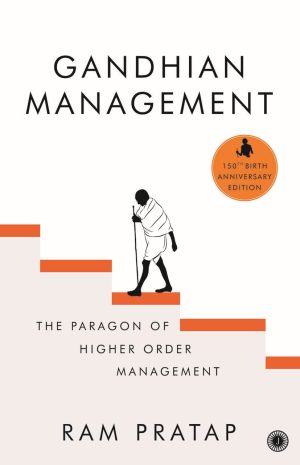 GANDHIAN
MANAGEMENT
150TH BIRTH
ANNIVERSARY
EDITION
THE PARAGON OF
HIGHER ORDER
MANAGEMENT
RAM PRATAP
J